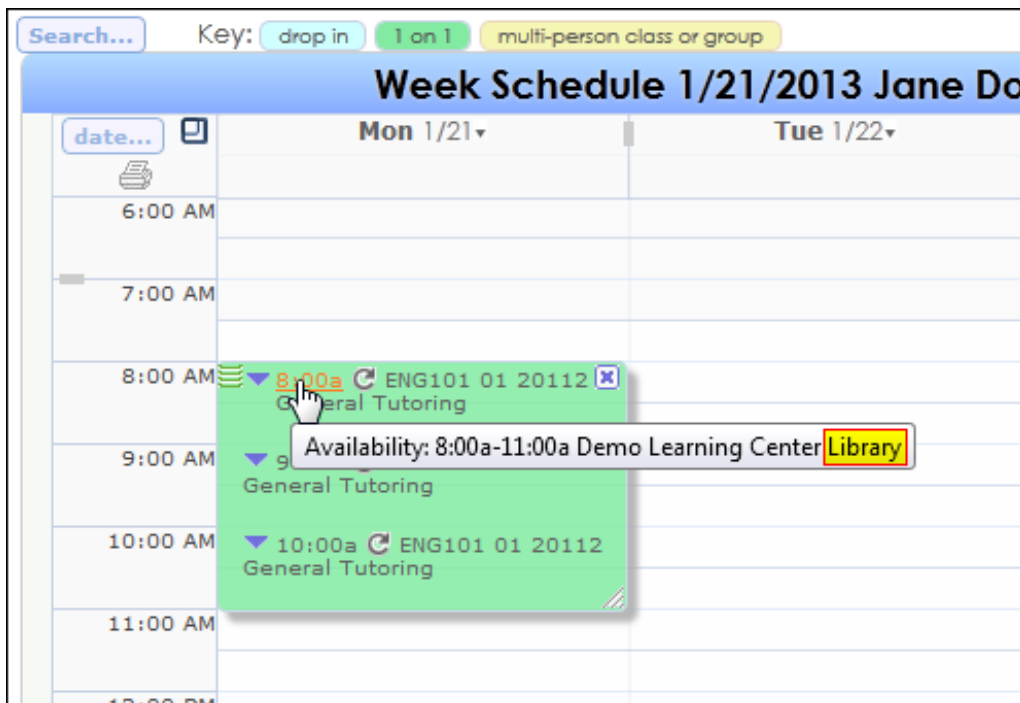 Search... Key: drop in 1 on 1 multi-person class or group
Week Schedule 1/21/2013 Jane Do
date... Mon 1/21 Tue 1/22
6:00 AM
7:00 AM
8:00 AM 8:00a ENG101 01 20112
General Tutoring
Availability: 8:00a-11:00a Demo Learning Center Library
9:00 AM 9
General Tutoring
10:00 AM 10:00a ENG101 01 20112
General Tutoring
11:00 AM